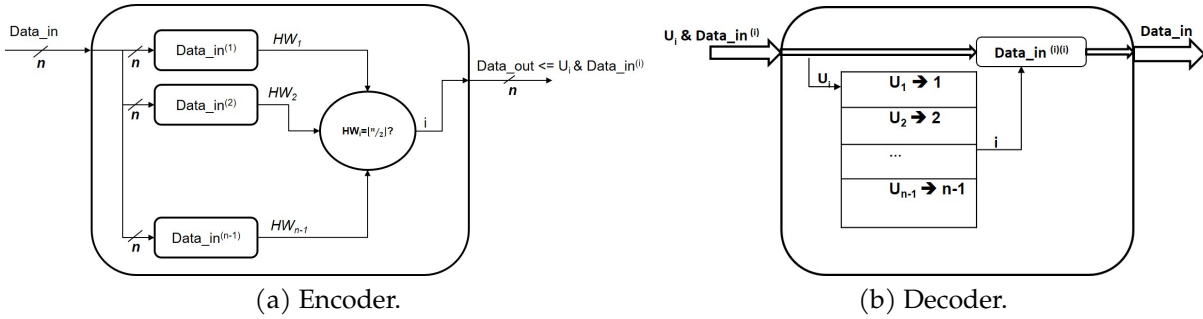 Data_in
n
n
Data_in(1)
HW1
n
Data_in(2)
HW2
HWi=⌊n/2⌋?
i
Data_out <= Ui & Data_in(i)
n
n
Data_in(n-1)
HWn-1
(a) Encoder.
Ui & Data_in(i)
Data_in(i)(i)
Data_in
Ui
U1 ➔ 1
U2 ➔ 2
...
i
Un-1 ➔ n-1
(b) Decoder.